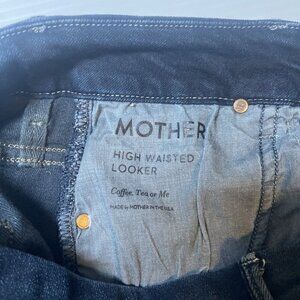 MOTHER
HIGH WAISTED
LOOKER
Coffee, Tea or Me
MADE by MOTHER IN THE USA